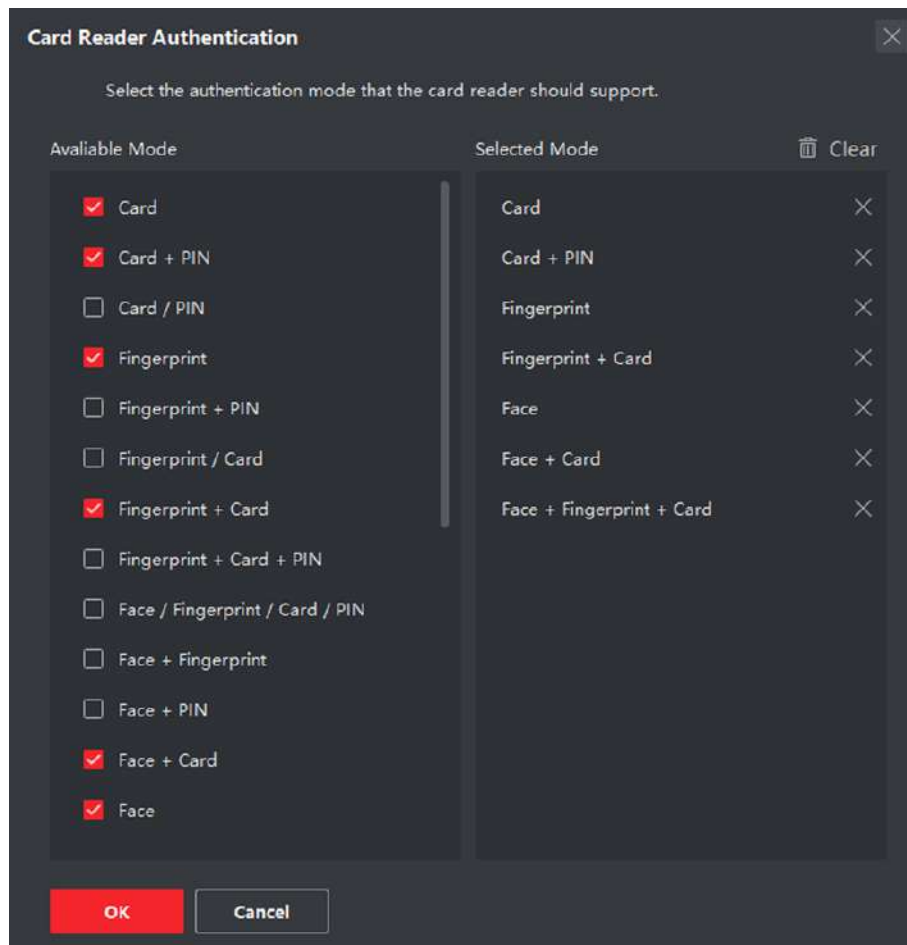 Card Reader Authentication
Select the authentication mode that the card reader should support.
Avaliable Mode
Selected Mode
Clear
Card
Card + PIN
Card / PIN
Fingerprint
Fingerprint + PIN
Fingerprint / Card
Fingerprint + Card
Fingerprint + Card + PIN
Face / Fingerprint / Card / PIN
Face + Fingerprint
Face + PIN
Face + Card
Face
Card
Card + PIN
Fingerprint
Fingerprint + Card
Face
Face + Card
Face + Fingerprint + Card
OK
Cancel